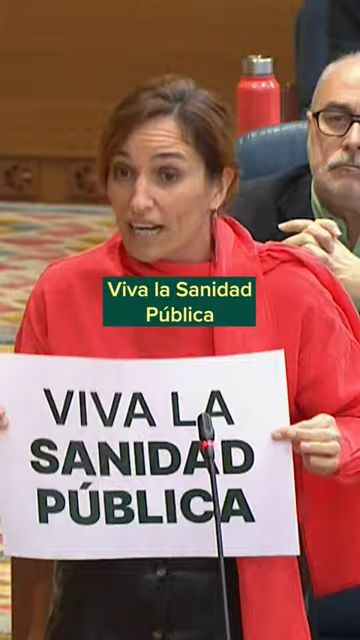 Viva la Sanidad
Pública
VIVA LA
SANIDAD
PÚBLICA